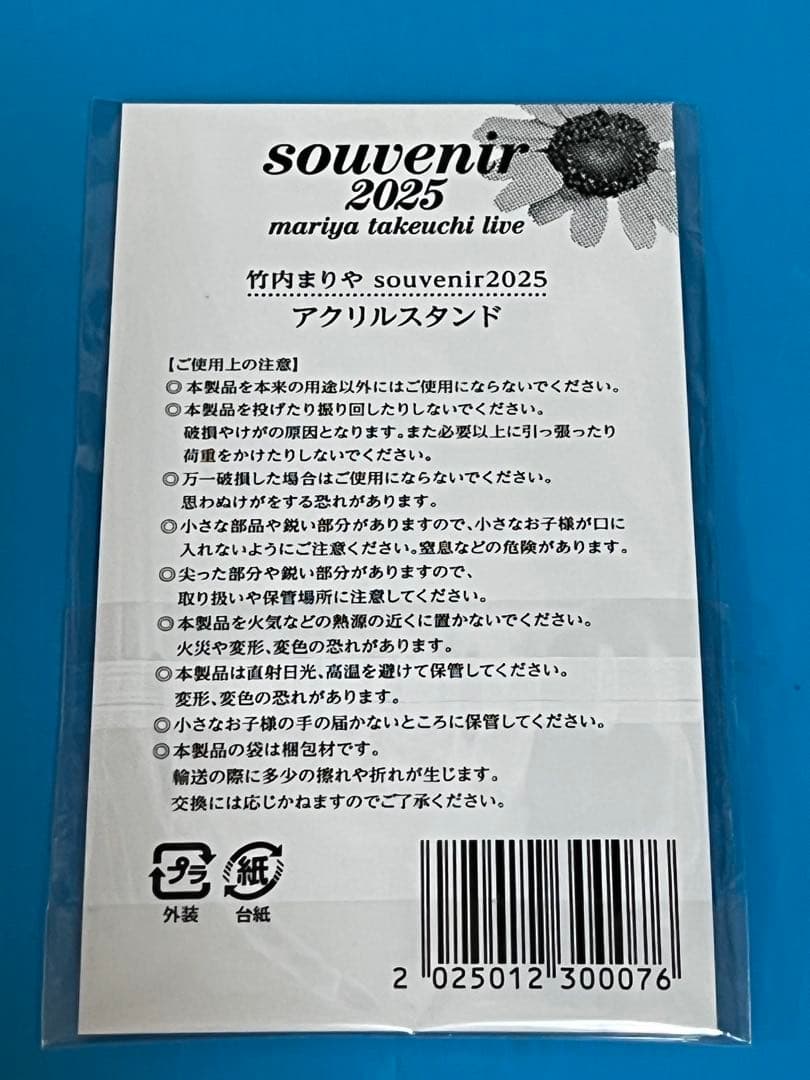 souvenir
2025
mariya takeuchi live
竹内まりや souvenir2025
アクリルスタンド
【ご使用上の注意】
◎本製品を本来の用途以外にはご使用にならないでください。
◎本製品を投げたり振り回したりしないでください。
破損やけがの原因となります。また必要以上に引っ張ったり
荷重をかけたりしないでください。
◎万一破損した場合はご使用にならないでください。
思わぬけがをする恐れがあります。
◎小さな部品や鋭い部分がありますので、小さなお子様が口に
入れないようにご注意ください。窒息などの危険があります。
◎尖った部分や鋭い部分がありますので、
取り扱いや保管場所に注意してください。
◎本製品を火気などの熱源の近くに置かないでください。
火災や変形、変色の恐れがあります。
◎本製品は直射日光、高温を避けて保管してください。
変形、変色の恐れがあります。
◎小さなお子様の手の届かないところに保管してください。
◎本製品の袋は梱包材です。
輸送の際に多少の擦れや折れが生じます。
交換には応じかねますのでご了承ください。
プラ 紙
外装 台紙
2 025012 300076